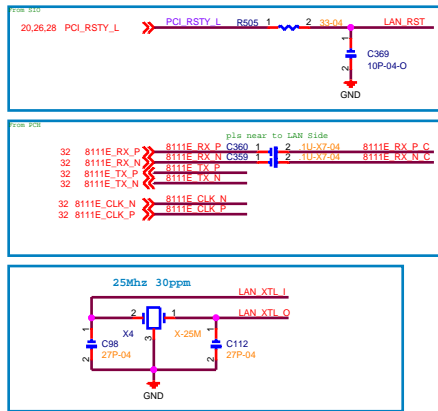 From SIO
20,26,28 PCI_RSTY_L PCI_RSTY_L R505 1 2 33-04 LAN_RST
1
C369
10P-04-O
2
GND
From PCH
pls near to LAN Side
32 8111E_RX_P 8111E_RX_P C360 1 2 .1U-X7-04 8111E_RX_P_C
32 8111E_RX_N 8111E_RX_N C359 1 2 .1U-X7-04 8111E_RX_N_C
32 8111E_TX_P 8111E_TX_P
32 8111E_TX_N 8111E_TX_N
32 8111E_CLK_N 8111E_CLK_N
32 8111E_CLK_P 8111E_CLK_P
25Mhz 30ppm
LAN_XTL_I
2 1 LAN_XTL_O
1 X4 3 X-25M 1
C98 C112
27P-04 27P-04
2 2
GND